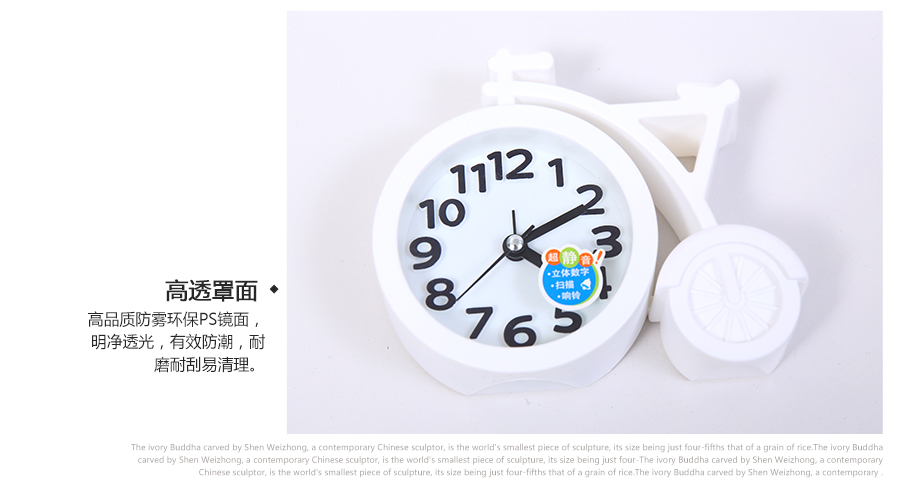 12
1
11
2
10
3
9
超静音!
·立体数字
·扫描
·响铃
4
8
高透罩面
高品质防雾环保PS镜面，
明净透光，有效防潮，耐
磨耐刮易清理。
7
5
6
The ivory Buddha carved by Shen Weizhong, a contemporary Chinese sculptor, is the world's smallest piece of sculpture, its size being just four-fifths that of a grain of rice.The ivory Buddha
carved by Shen Weizhong, a contemporary Chinese sculptor, is the world's smallest piece of sculpture, its size being just four-The ivory Buddha carved by Shen Weizhong, a contemporary
Chinese sculptor, is the world's smallest piece of sculpture, its size being just four-fifths that of a grain of rice.The ivory Buddha carved by Shen Weizhong, a contemporary .